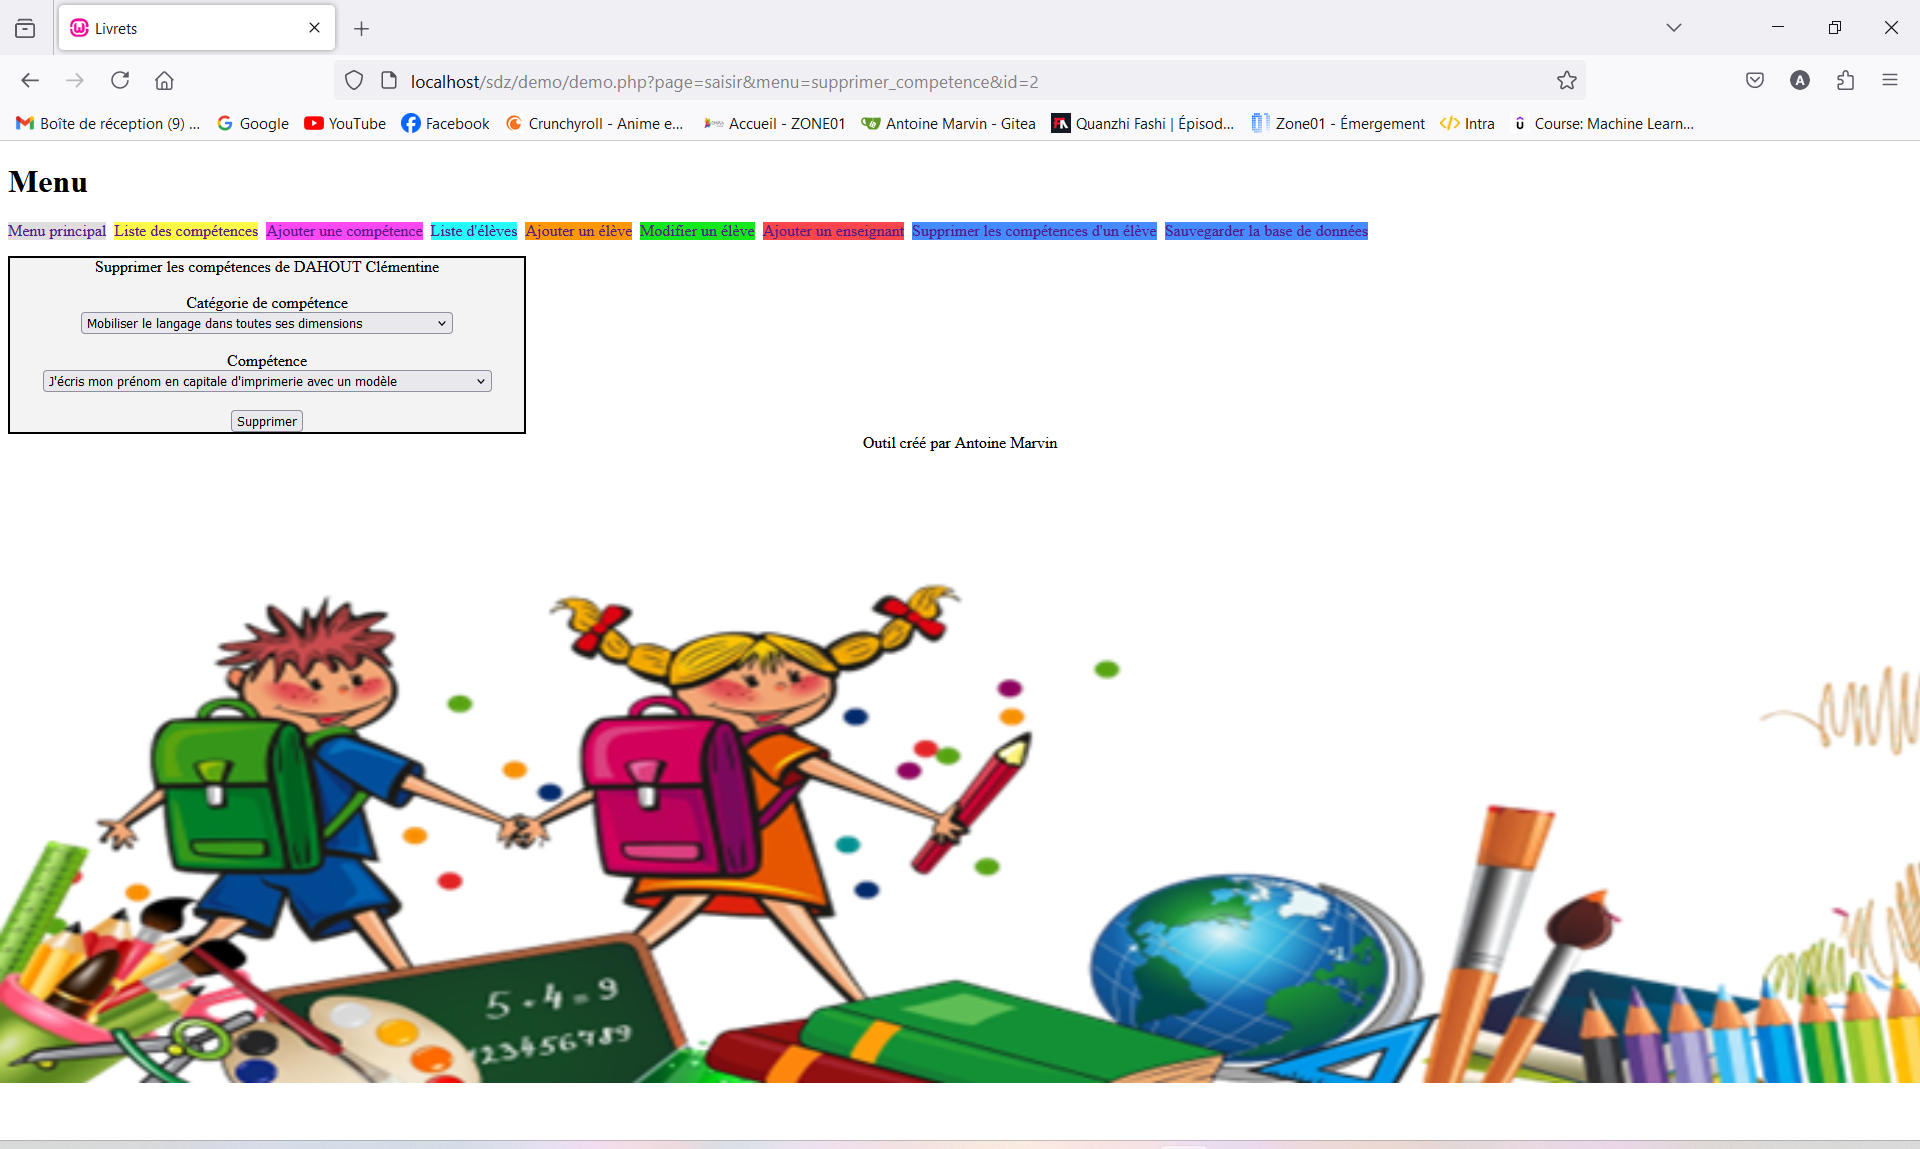 Livrets
localhost/sdz/demo/demo.php?page=saisir&menu=supprimer_competence&id=2
A
Boîte de réception (9) ... Google YouTube Facebook Crunchyroll - Anime e... Accueil - ZONE01 Antoine Marvin - Gitea Quanzhi Fashi | Épisod... Zone01 - Émergement Intra Course: Machine Learn...
Menu
Menu principal Liste des compétences Ajouter une compétence Liste d'élèves Ajouter un élève Modifier un élève Ajouter un enseignant Supprimer les compétences d'un élève Sauvegarder la base de données
Supprimer les compétences de DAHOUT Clémentine
Catégorie de compétence
Mobiliser le langage dans toutes ses dimensions
Compétence
J'écris mon prénom en capitale d'imprimerie avec un modèle
Supprimer
Outil créé par Antoine Marvin
5 + 4 = 9
123456789